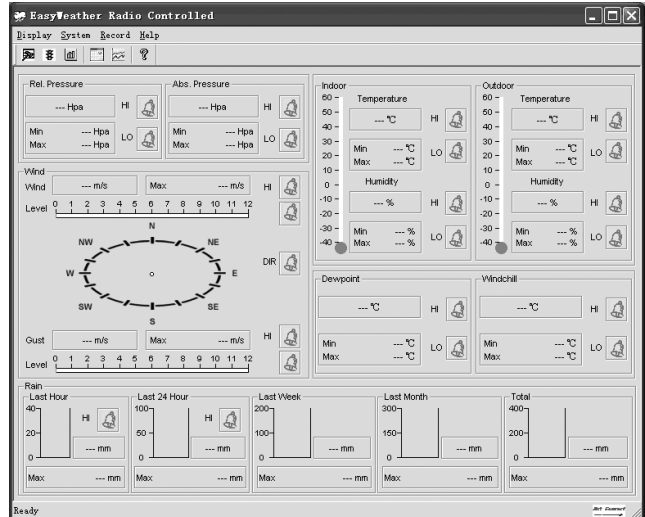 EasyWeather Radio Controlled
Display System Record Help
Rel. Pressure
--- Hpa HI
Min --- Hpa LO
Max --- Hpa
Abs. Pressure
--- Hpa HI
Min --- Hpa LO
Max --- Hpa
Wind
Wind --- m/s Max --- m/s HI
Level 0 1 2 3 4 5 6 7 8 9 10 11 12
N
NW NE
DIR
W E
SW SE
S
Gust --- m/s Max --- m/s HI
Level 0 1 2 3 4 5 6 7 8 9 10 11 12
Indoor
60
50
40
30
20
10
0
-10
-20
-30
-40
Temperature
--- ℃ HI
Min --- ℃ LO
Max --- ℃
Humidity
--- % HI
Min --- % LO
Max --- %
Outdoor
60
50
40
30
20
10
0
-10
-20
-30
-40
Temperature
--- ℃ HI
Min --- ℃ LO
Max --- ℃
Humidity
--- % HI
Min --- % LO
Max --- %
Dewpoint
--- ℃ HI
Min --- ℃ LO
Max --- ℃
Windchill
--- ℃ HI
Min --- ℃ LO
Max --- ℃
Rain
Last Hour
40
20
0
HI
--- mm
Max --- mm
Last 24 Hour
100
50
0
HI
--- mm
Max --- mm
Last Week
200
100
0
--- mm
Max --- mm
Last Month
300
150
0
--- mm
Max --- mm
Total
400
200
0
--- mm
Max --- mm
Ready